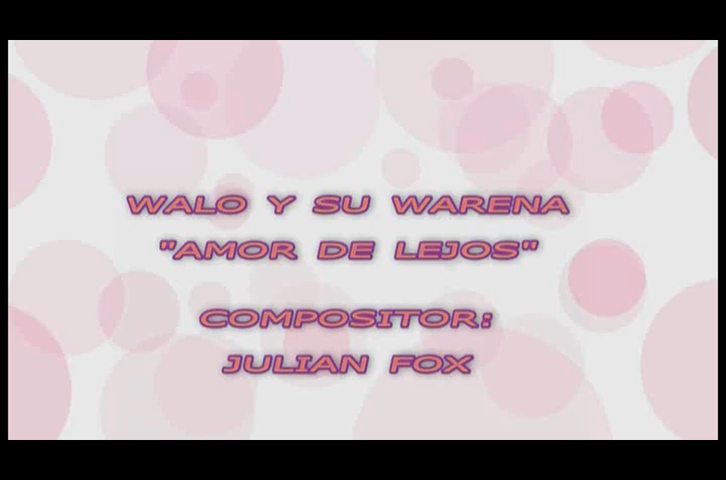 WALO Y SU WARENA
"AMOR DE LEJOS"
COMPOSITOR:
JULIAN FOX